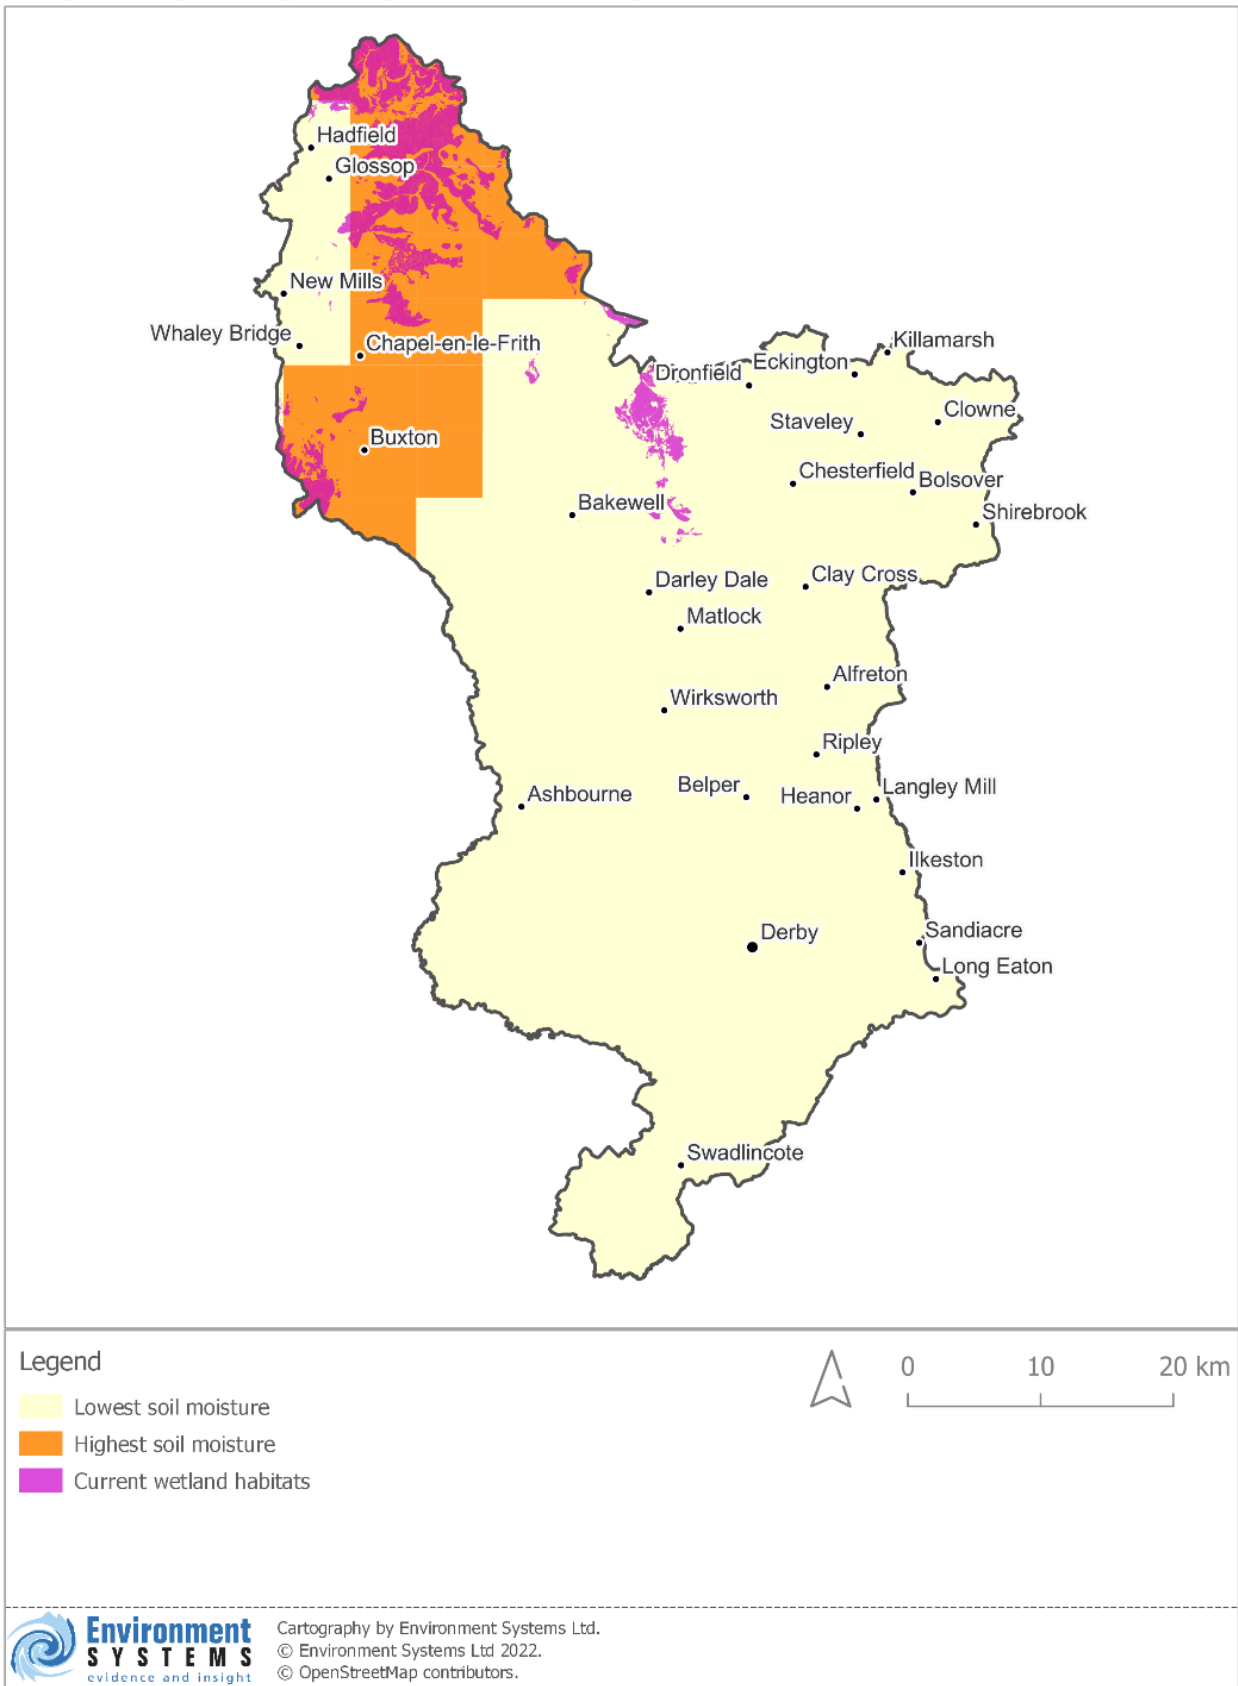 Hadfield
Glossop
New Mills
Whaley Bridge
Chapel-en-le-Frith
Killamarsh
Eckington
Dronfield
Clowne
Staveley
Buxton
Chesterfield
Bolsover
Bakewell
Shirebrook
Darley Dale
Clay Cross
Matlock
Alfreton
Wirksworth
Ripley
Belper
Langley Mill
Ashbourne
Heanor
Ilkeston
Derby
Sandiacre
Long Eaton
Swadlincote
Legend
0 10 20 km
Lowest soil moisture
Highest soil moisture
Current wetland habitats
Environment
SYSTEMS
evidence and insight
Cartography by Environment Systems Ltd.
© Environment Systems Ltd 2022.
© OpenStreetMap contributors.